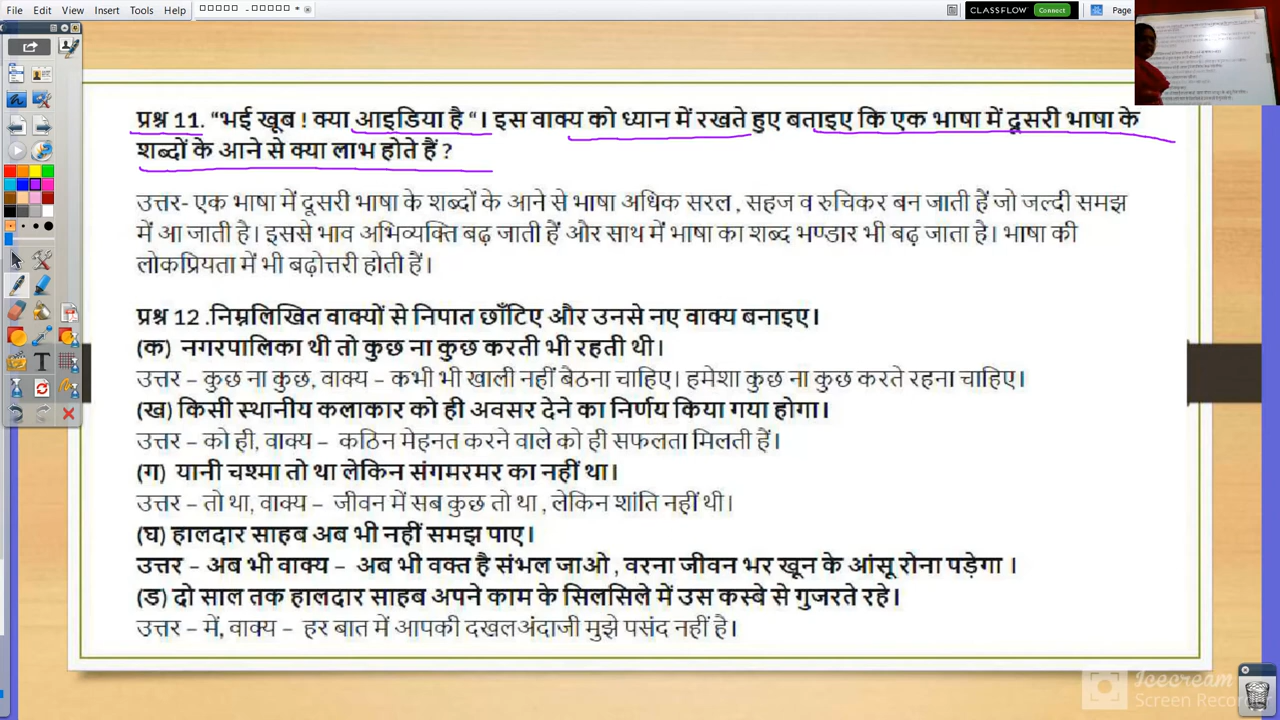 File Edit View Insert Tools Help
CLASSFLOW Connect Page
प्रश्न 11. “भई खूब ! क्या आइडिया है “। इस वाक्य को ध्यान में रखते हुए बताइए कि एक भाषा में दूसरी भाषा के
शब्दों के आने से क्या लाभ होते हैं ?
उत्तर- एक भाषा में दूसरी भाषा के शब्दों के आने से भाषा अधिक सरल , सहज व रुचिकर बन जाती हैं जो जल्दी समझ
में आ जाती है। इससे भाव अभिव्यक्ति बढ़ जाती हैं और साथ में भाषा का शब्द भण्डार भी बढ़ जाता है। भाषा की
लोकप्रियता में भी बढ़ोत्तरी होती हैं।
प्रश्न 12 .निम्नलिखित वाक्यों से निपात छाँटिए और उनसे नए वाक्य बनाइए।
(क) नगरपालिका थी तो कुछ ना कुछ करती भी रहती थी।
उत्तर – कुछ ना कुछ, वाक्य – कभी भी खाली नहीं बैठना चाहिए। हमेशा कुछ ना कुछ करते रहना चाहिए।
(ख) किसी स्थानीय कलाकार को ही अवसर देने का निर्णय किया गया होगा।
उत्तर – को ही, वाक्य – कठिन मेहनत करने वाले को ही सफलता मिलती हैं।
(ग) यानी चश्मा तो था लेकिन संगमरमर का नहीं था।
उत्तर – तो था, वाक्य – जीवन में सब कुछ तो था , लेकिन शांति नहीं थी।
(घ) हालदार साहब अब भी नहीं समझ पाए।
उत्तर – अब भी वाक्य – अब भी वक्त है संभल जाओ , वरना जीवन भर खून के आंसू रोना पड़ेगा ।
(ड) दो साल तक हालदार साहब अपने काम के सिलसिले में उस कस्बे से गुजरते रहे।
उत्तर – में, वाक्य – हर बात में आपकी दखलअंदाजी मुझे पसंद नहीं है।
Icecream
Screen Recorder